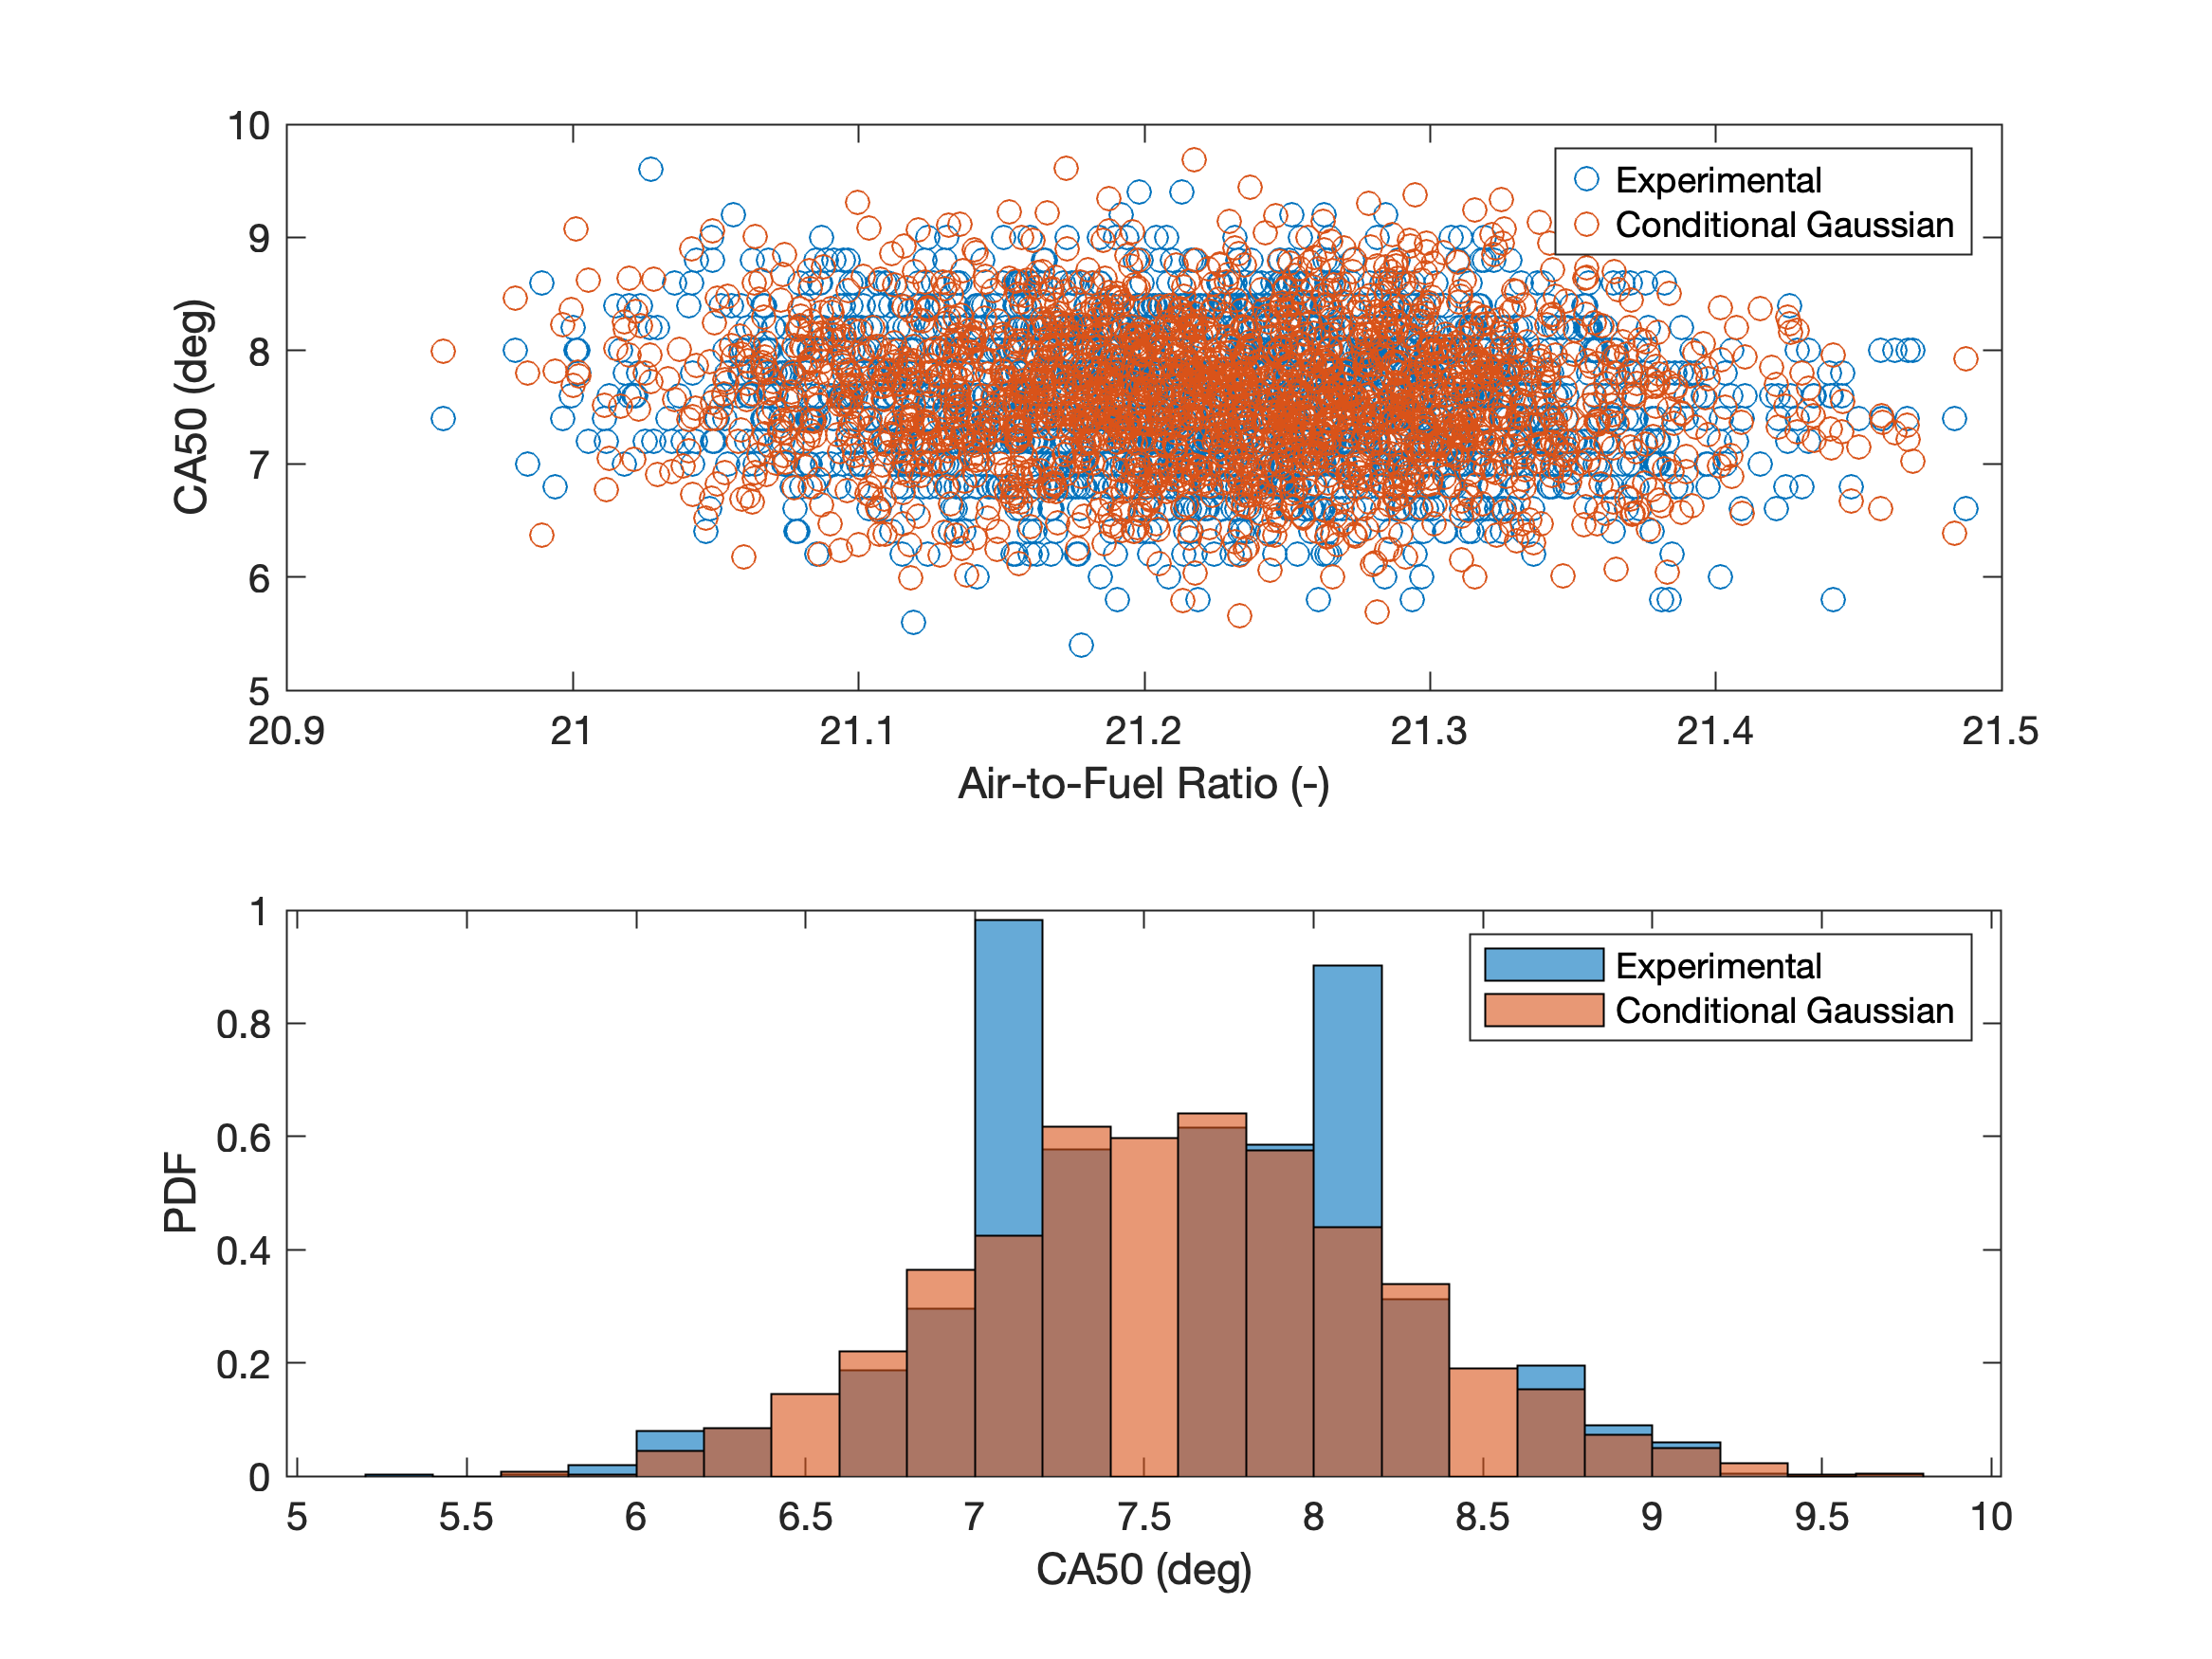 10
9
8
7
6
5
CA50 (deg)
20.9 21 21.1 21.2 21.3 21.4 21.5
Air-to-Fuel Ratio (-)
Experimental
Conditional Gaussian
1
0.8
0.6
0.4
0.2
0
PDF
5 5.5 6 6.5 7 7.5 8 8.5 9 9.5 10
CA50 (deg)
Experimental
Conditional Gaussian